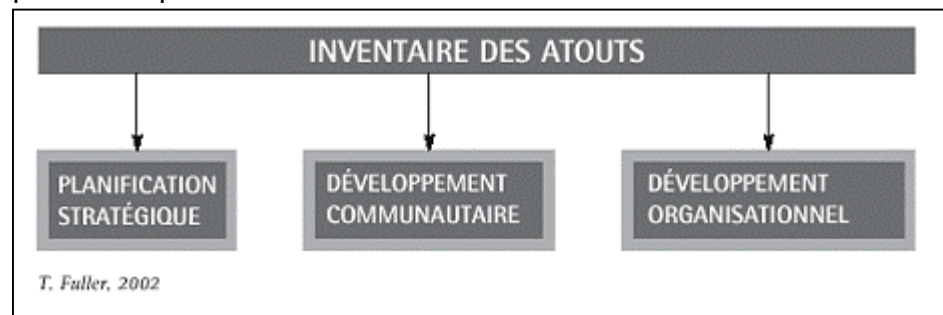 INVENTAIRE DES ATOUTS
PLANIFICATION
STRATÉGIQUE
DÉVELOPPEMENT
COMMUNAUTAIRE
DÉVELOPPEMENT
ORGANISATIONNEL
T. Fuller, 2002